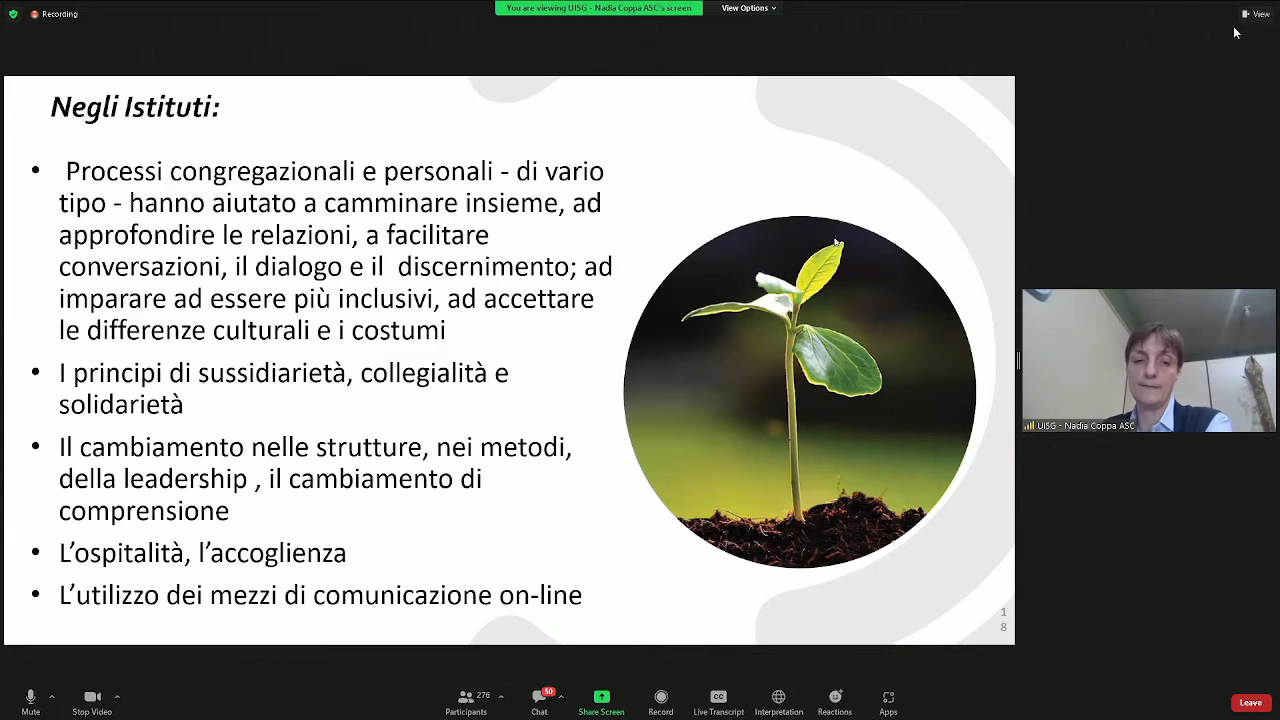 Recording
You are viewing UISG - Nadia Coppa ASC's screen
View Options
View
Negli Istituti:
• Processi congregazionali e personali - di vario
tipo - hanno aiutato a camminare insieme, ad
approfondire le relazioni, a facilitare
conversazioni, il dialogo e il discernimento; ad
imparare ad essere più inclusivi, ad accettare
le differenze culturali e i costumi
• I principi di sussidiarietà, collegialità e
solidarietà
• Il cambiamento nelle strutture, nei metodi,
della leadership , il cambiamento di
comprensione
• L'ospitalità, l'accoglienza
• L'utilizzo dei mezzi di comunicazione on-line
1
8
UISG - Nadia Coppa ASC
Mute
Stop Video
276
Participants
50
Chat
Share Screen
Record
CC
Live Transcript
Interpretation
Reactions
Apps
Leave